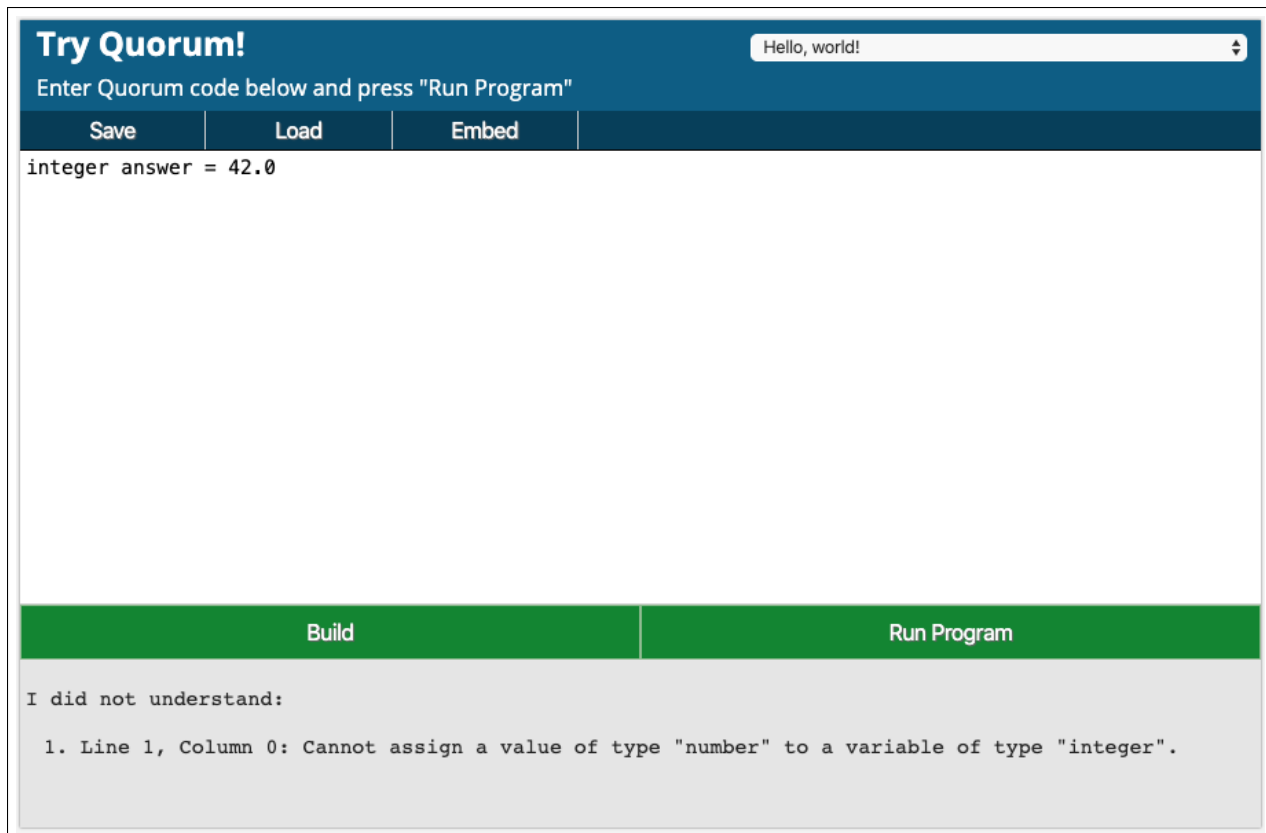 Try Quorum!
Hello, world!
Enter Quorum code below and press "Run Program"
Save Load Embed
integer answer = 42.0
Build Run Program
I did not understand:
1. Line 1, Column 0: Cannot assign a value of type "number" to a variable of type "integer".